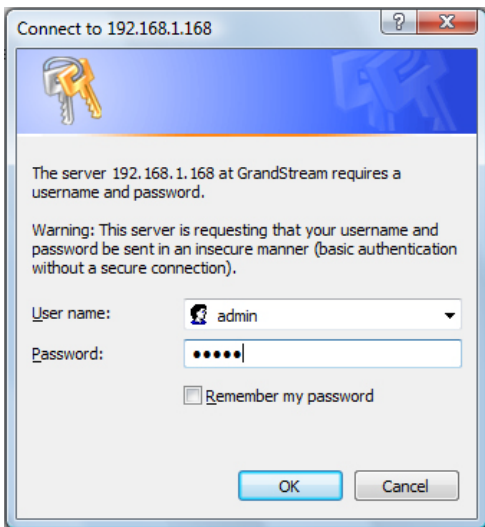 Connect to 192.168.1.168
?
The server 192.168.1.168 at GrandStream requires a
username and password.
Warning: This server is requesting that your username and
password be sent in an insecure manner (basic authentication
without a secure connection).
User name:
admin
Password:
•••••
Remember my password
OK
Cancel